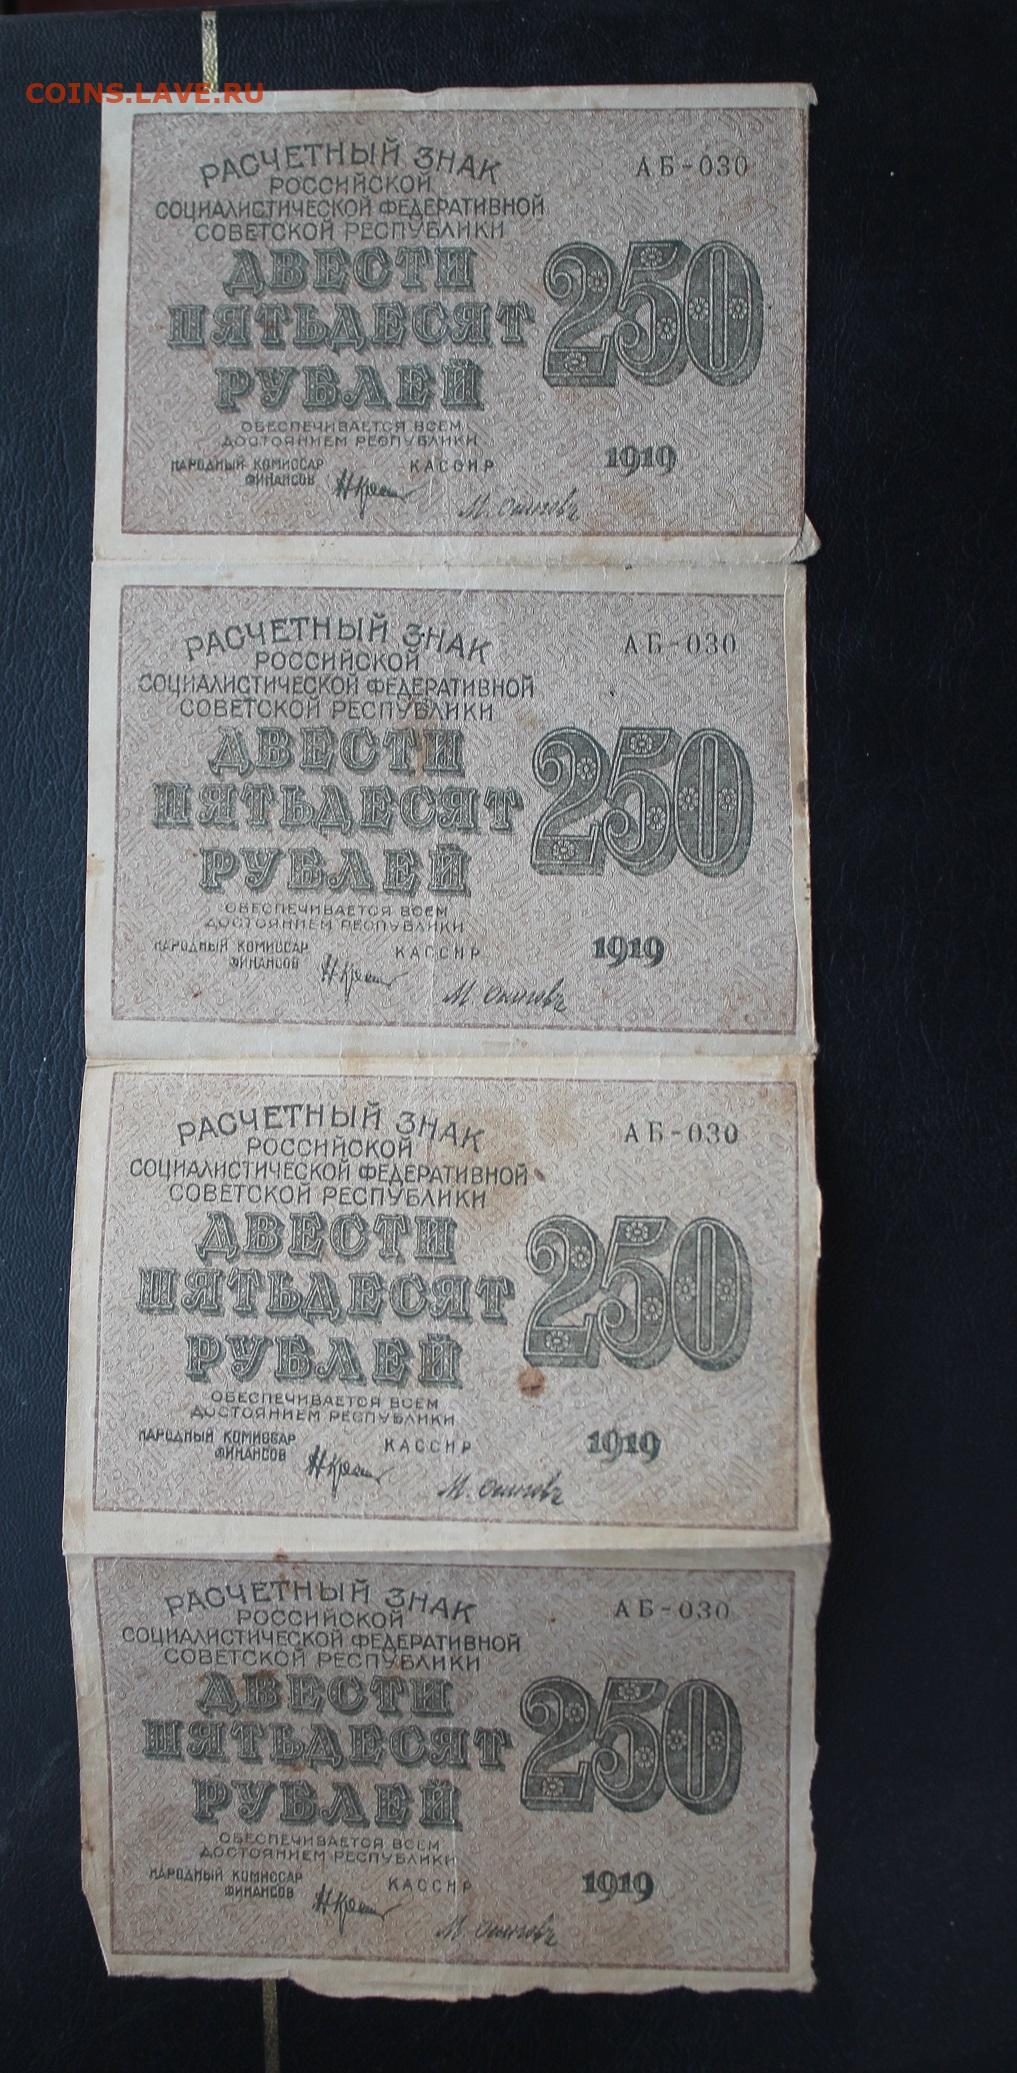 COINS.LAVE.RU
РАСЧЕТНЫЙ ЗНАК
РОССИЙСКОЙ
СОЦИАЛИСТИЧЕСКОЙ ФЕДЕРАТИВНОЙ
СОВЕТСКОЙ РЕСПУБЛИКИ
АБ-030
ДВЕСТИ
ПЯТЬДЕСЯТ
РУБЛЕЙ
250
ОБЕСПЕЧИВАЕТСЯ ВСЕМ
ДОСТОЯНИЕМ РЕСПУБЛИКИ
НАРОДНЫЙ КОМИССАР
ФИНАНСОВ
КАССИР
1919
РАСЧЕТНЫЙ ЗНАК
РОССИЙСКОЙ
СОЦИАЛИСТИЧЕСКОЙ ФЕДЕРАТИВНОЙ
СОВЕТСКОЙ РЕСПУБЛИКИ
АБ-030
ДВЕСТИ
ПЯТЬДЕСЯТ
РУБЛЕЙ
250
ОБЕСПЕЧИВАЕТСЯ ВСЕМ
ДОСТОЯНИЕМ РЕСПУБЛИКИ
НАРОДНЫЙ КОМИССАР
ФИНАНСОВ
КАССИР
1919
РАСЧЕТНЫЙ ЗНАК
РОССИЙСКОЙ
СОЦИАЛИСТИЧЕСКОЙ ФЕДЕРАТИВНОЙ
СОВЕТСКОЙ РЕСПУБЛИКИ
АБ-030
ДВЕСТИ
ПЯТЬДЕСЯТ
РУБЛЕЙ
250
ОБЕСПЕЧИВАЕТСЯ ВСЕМ
ДОСТОЯНИЕМ РЕСПУБЛИКИ
НАРОДНЫЙ КОМИССАР
ФИНАНСОВ
КАССИР
1919
РАСЧЕТНЫЙ ЗНАК
РОССИЙСКОЙ
СОЦИАЛИСТИЧЕСКОЙ ФЕДЕРАТИВНОЙ
СОВЕТСКОЙ РЕСПУБЛИКИ
АБ-030
ДВЕСТИ
ПЯТЬДЕСЯТ
РУБЛЕЙ
250
ОБЕСПЕЧИВАЕТСЯ ВСЕМ
ДОСТОЯНИЕМ РЕСПУБЛИКИ
НАРОДНЫЙ КОМИССАР
ФИНАНСОВ
КАССИР
1919